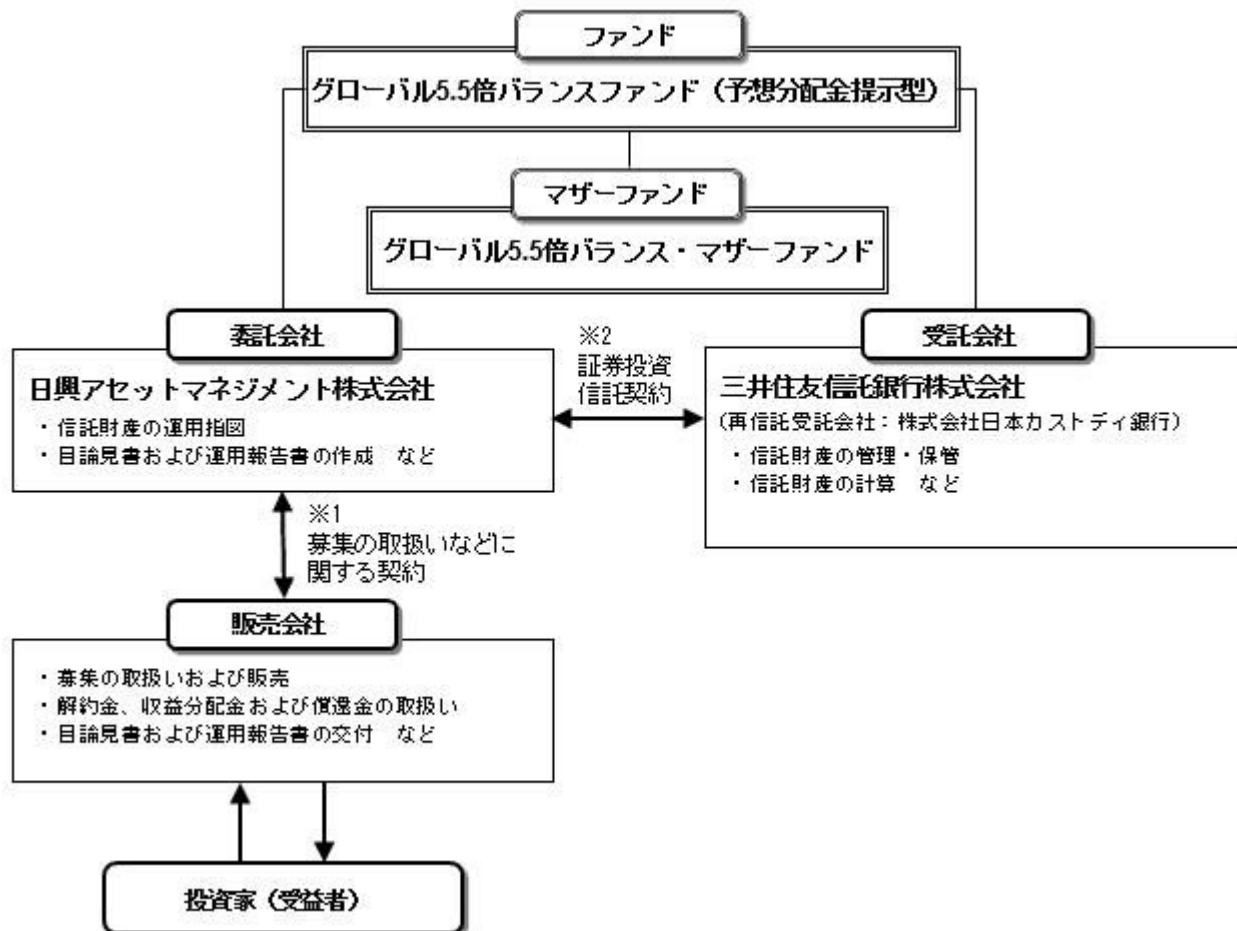 ファンド
グローバル5.5倍バランスファンド（予想分配金提示型）
マザーファンド
グローバル5.5倍バランス・マザーファンド
委託会社
日興アセットマネジメント株式会社
・信託財産の運用指図
・目論見書および運用報告書の作成　など
※2
証券投資
信託契約
受託会社
三井住友信託銀行株式会社
（再信託受託会社：株式会社日本カストディ銀行）
・信託財産の管理・保管
・信託財産の計算　など
※1
募集の取扱いなどに
関する契約
販売会社
・募集の取扱いおよび販売
・解約金、収益分配金および償還金の取扱い
・目論見書および運用報告書の交付　など
投資家（受益者）